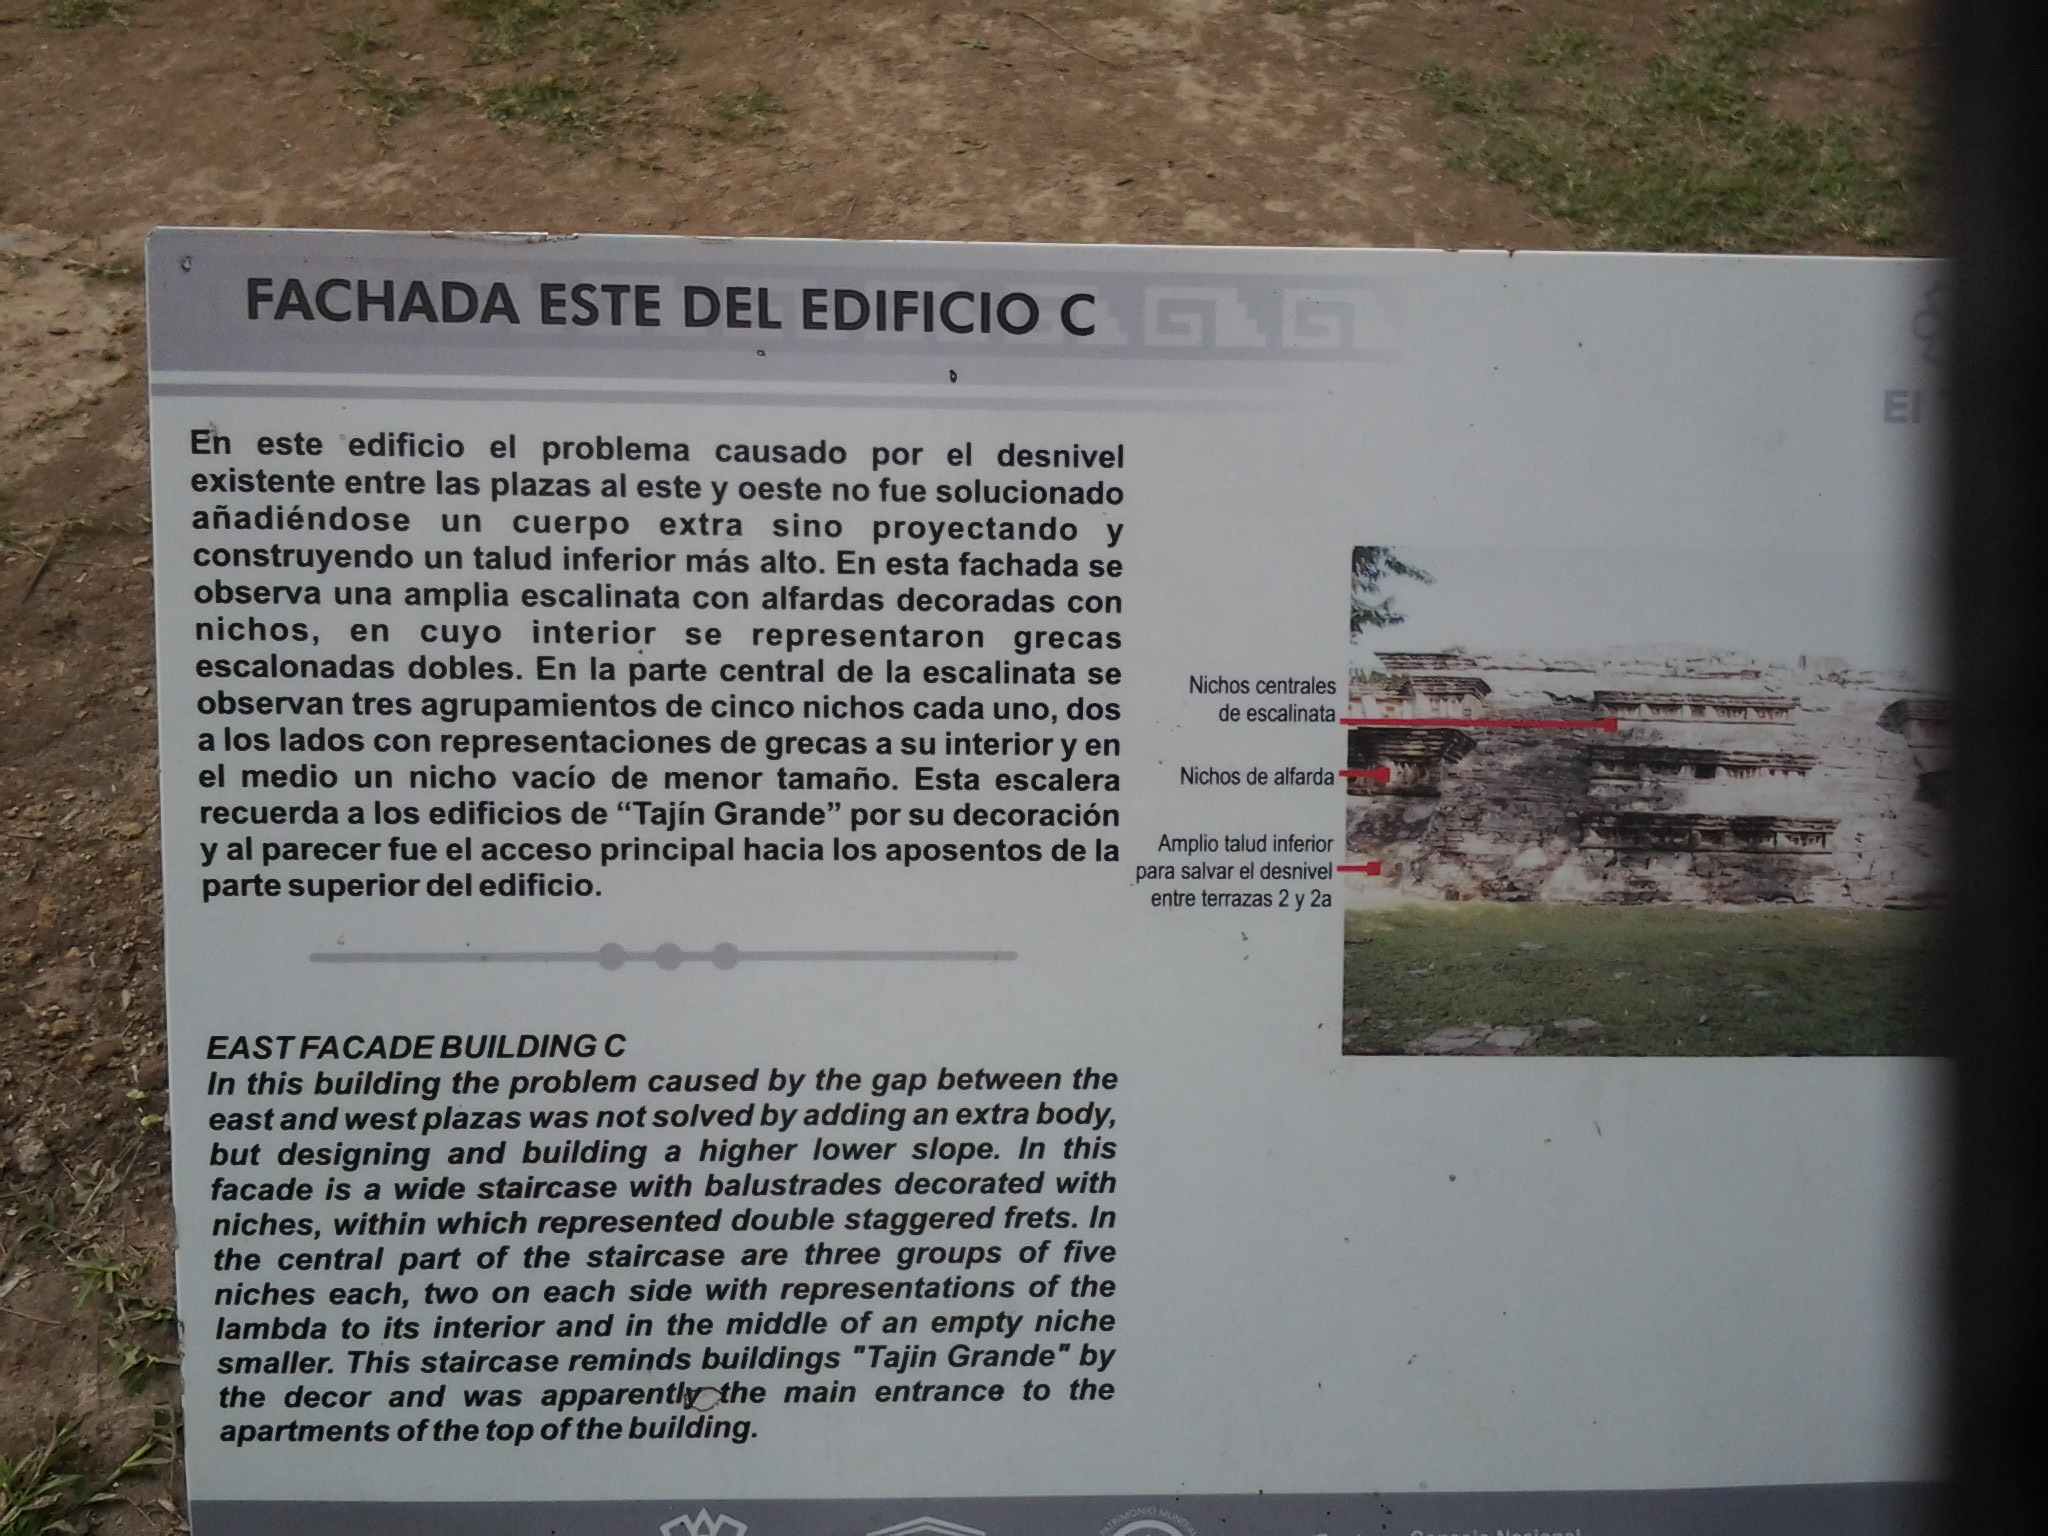 FACHADA ESTE DEL EDIFICIO C
En este edificio el problema causado por el desnivel
existente entre las plazas al este y oeste no fue solucionado
añadiéndose un cuerpo extra sino proyectando y
construyendo un talud inferior más alto. En esta fachada se
observa una amplia escalinata con alfardas decoradas con
nichos, en cuyo interior se representaron grecas
escalonadas dobles. En la parte central de la escalinata se
observan tres agrupamientos de cinco nichos cada uno, dos
a los lados con representaciones de grecas a su interior y en
el medio un nicho vacío de menor tamaño. Esta escalera
recuerda a los edificios de “Tajín Grande” por su decoración
y al parecer fue el acceso principal hacia los aposentos de la
parte superior del edificio.
EAST FACADE BUILDING C
In this building the problem caused by the gap between the
east and west plazas was not solved by adding an extra body,
but designing and building a higher lower slope. In this
facade is a wide staircase with balustrades decorated with
niches, within which represented double staggered frets. In
the central part of the staircase are three groups of five
niches each, two on each side with representations of the
lambda to its interior and in the middle of an empty niche
smaller. This staircase reminds buildings "Tajin Grande" by
the decor and was apparently the main entrance to the
apartments of the top of the building.
El
Nichos centrales
de escalinata
Nichos de alfarda
Amplio talud inferior
para salvar el desnivel
entre terrazas 2 y 2a
PATRIMONIO MUNDIAL
Consejo Nacional